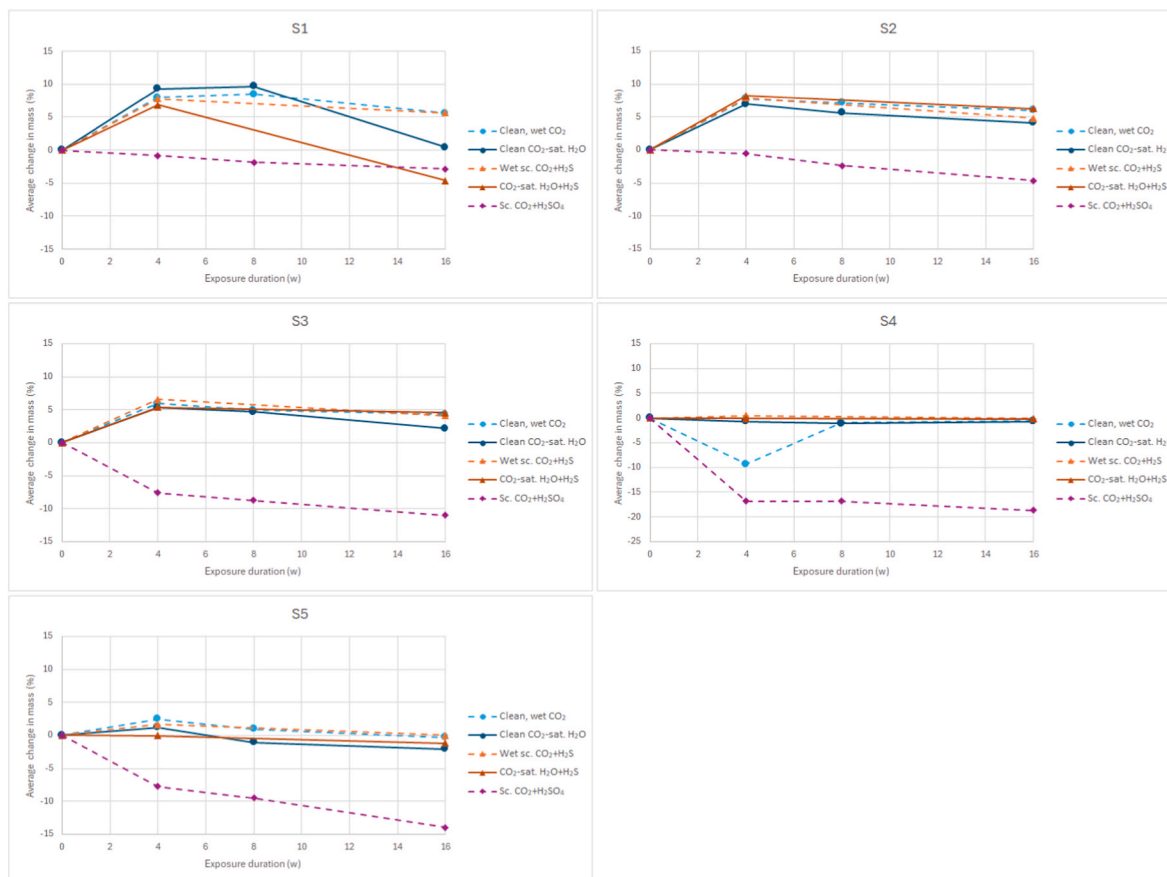 S1
Average change in mass (%)
15
10
5
0
-5
-10
-15
0 2 4 6 8 10 12 14 16
Exposure duration (w)
Clean, wet CO₂
Clean CO₂-sat. H₂O
Wet sc. CO₂+H₂S
CO₂-sat. H₂O+H₂S
Sc. CO₂+H₂SO₄
S2
Average change in mass (%)
15
10
5
0
-5
-10
-15
0 2 4 6 8 10 12 14 16
Exposure duration (w)
Clean, wet CO₂
Clean CO₂-sat. H₂
Wet sc. CO₂+H₂S
CO₂-sat. H₂O+H₂S
Sc. CO₂+H₂SO₄
S3
Average change in mass (%)
15
10
5
0
-5
-10
-15
0 2 4 6 8 10 12 14 16
Exposure duration (w)
Clean, wet CO₂
Clean CO₂-sat. H₂O
Wet sc. CO₂+H₂S
CO₂-sat. H₂O+H₂S
Sc. CO₂+H₂SO₄
S4
Average change in mass (%)
15
10
5
0
-5
-10
-15
-20
-25
0 2 4 6 8 10 12 14 16
Exposure duration (w)
Clean, wet CO₂
Clean CO₂-sat. H₂
Wet sc. CO₂+H₂S
CO₂-sat. H₂O+H₂S
Sc. CO₂+H₂SO₄
S5
Average change in mass (%)
15
10
5
0
-5
-10
-15
0 2 4 6 8 10 12 14 16
Exposure duration (w)
Clean, wet CO₂
Clean CO₂-sat. H₂O
Wet sc. CO₂+H₂S
CO₂-sat. H₂O+H₂S
Sc. CO₂+H₂SO₄